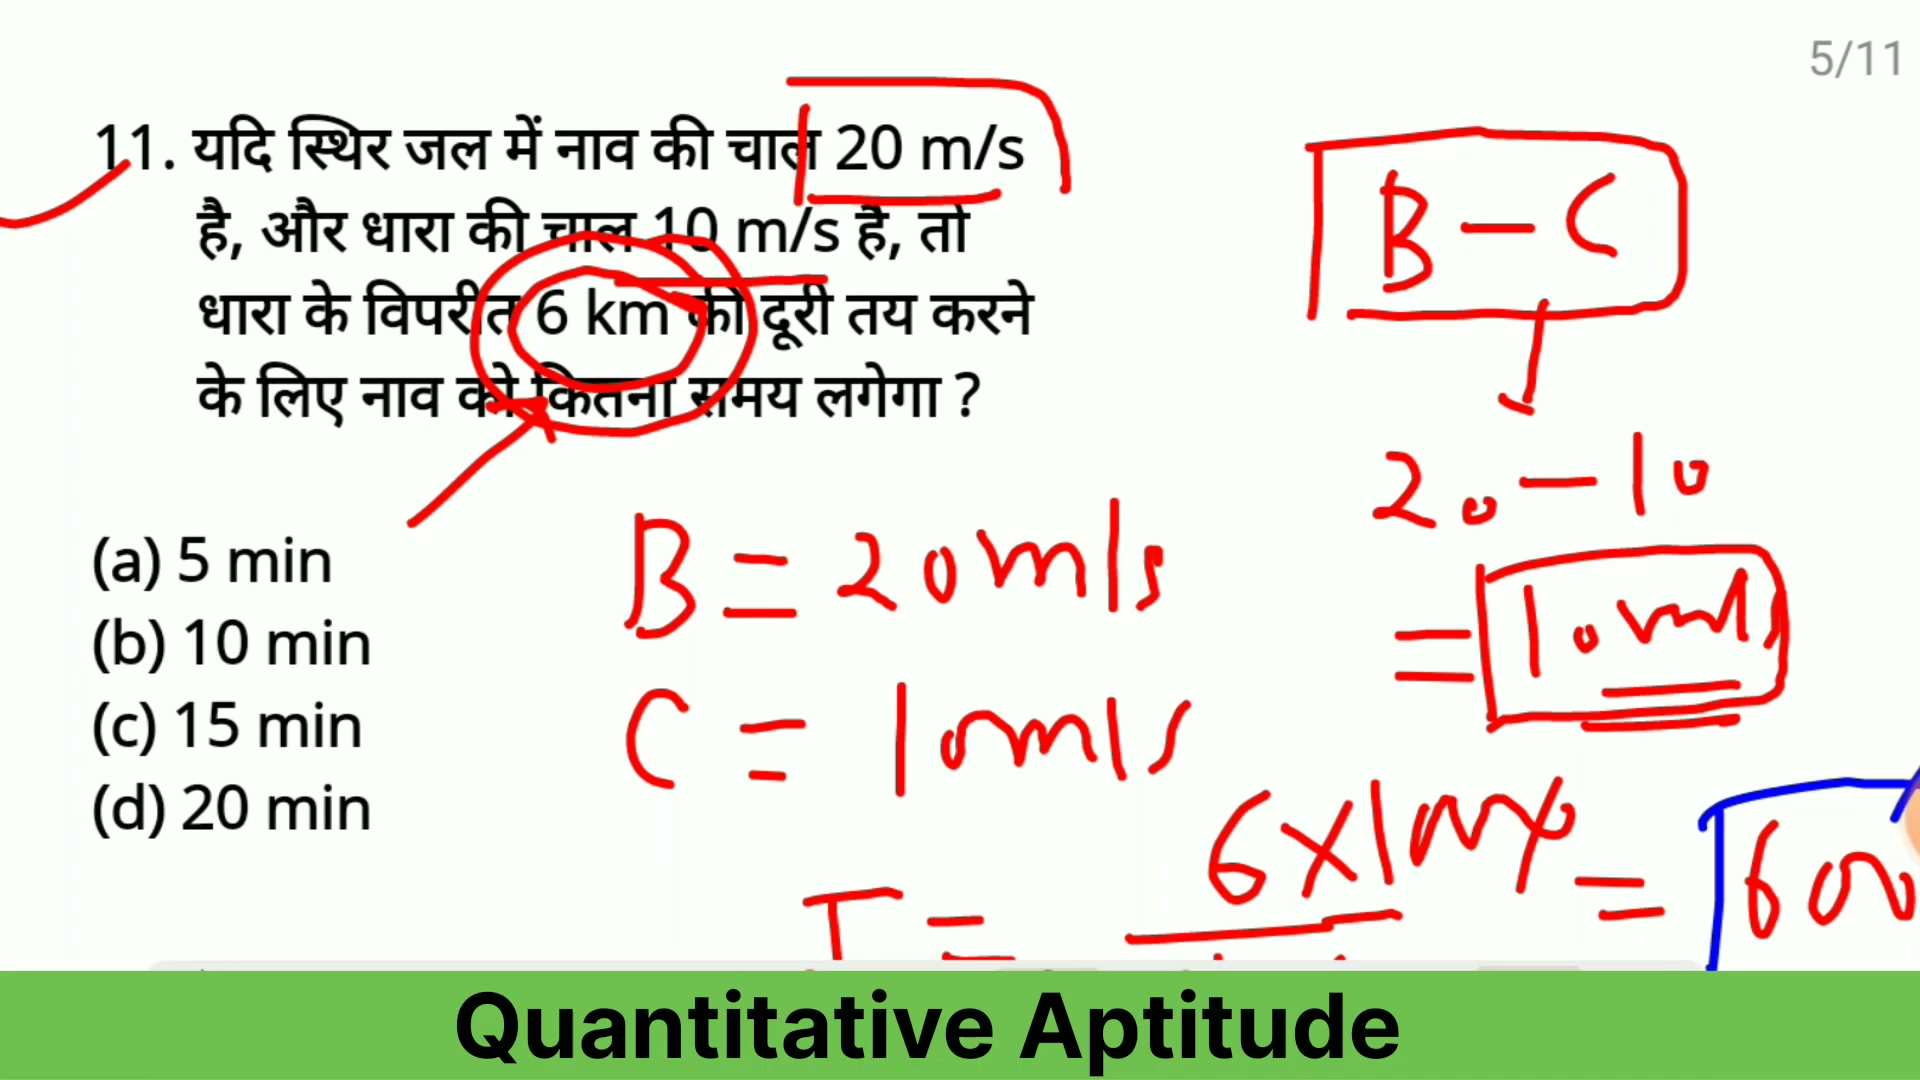 5/11
11. यदि स्थिर जल में नाव की चाल 20 m/s
है, और धारा की चाल 10 m/s है, तो
धारा के विपरीत 6 km की दूरी तय करने
के लिए नाव को कितना समय लगेगा ?
B - C
20 - 10
= 10 m/s
(a) 5 min
(b) 10 min
(c) 15 min
(d) 20 min
B = 20 m/s
C = 10 m/s
T = 6 × 1000 = 600
Quantitative Aptitude